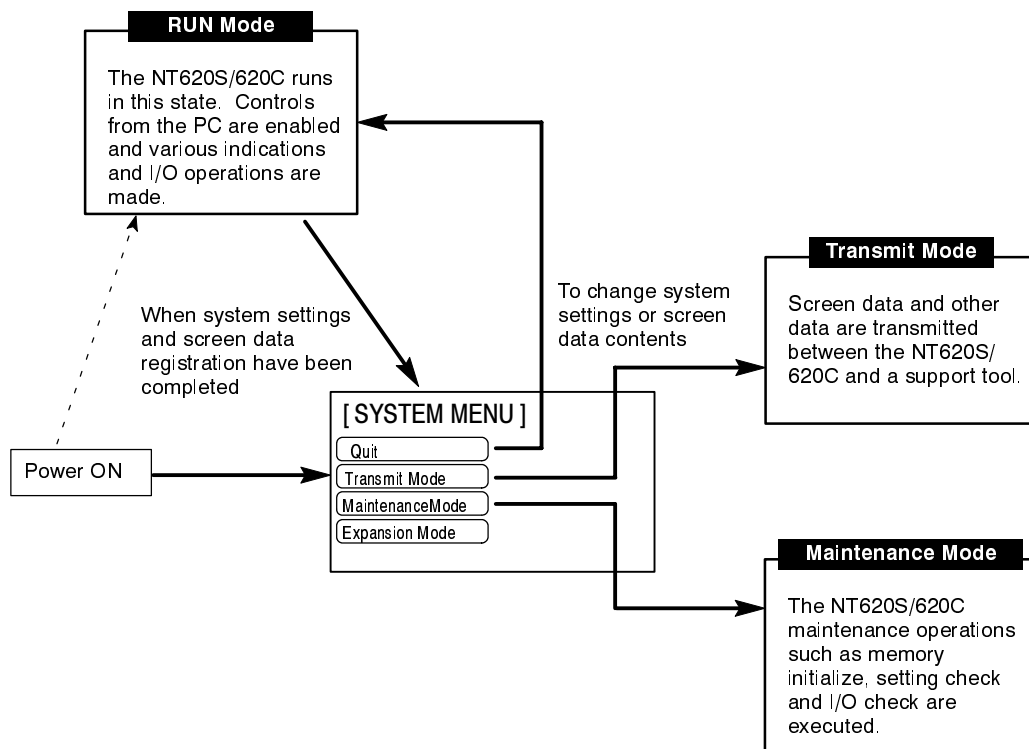 RUN Mode
The NT620S/620C runs
in this state. Controls
from the PC are enabled
and various indications
and I/O operations are
made.
When system settings
and screen data
registration have been
completed
To change system
settings or screen
data contents
Transmit Mode
Screen data and other
data are transmitted
between the NT620S/
620C and a support tool.
Power ON
[ SYSTEM MENU ]
Quit
Transmit Mode
MaintenanceMode
Expansion Mode
Maintenance Mode
The NT620S/620C
maintenance operations
such as memory
initialize, setting check
and I/O check are
executed.